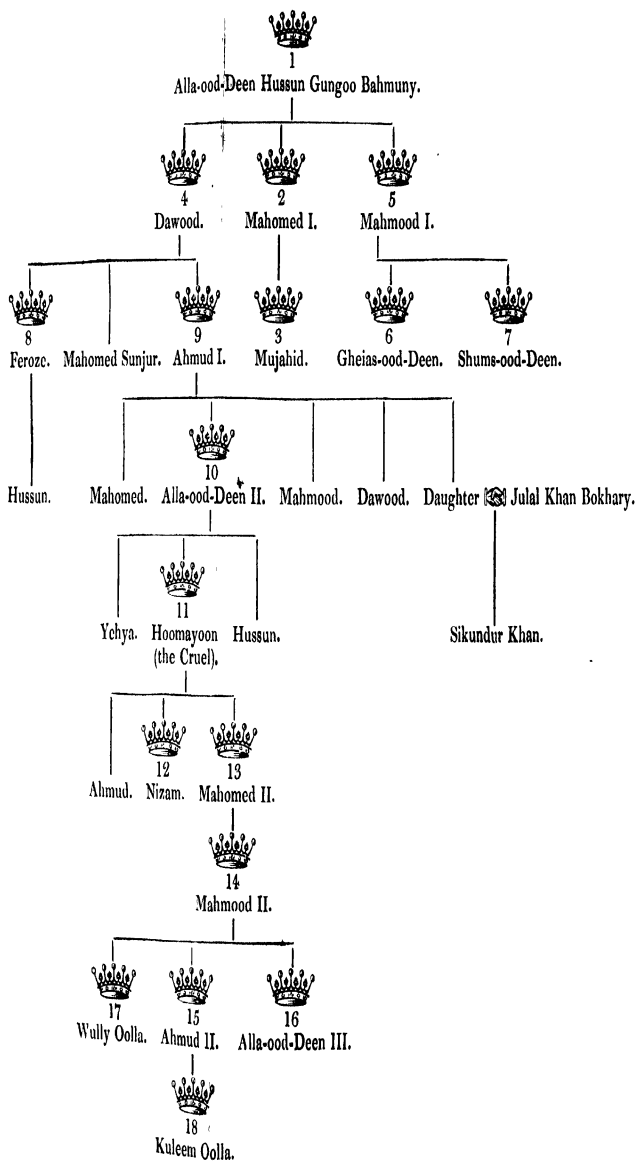 1
Alla-ood-Deen Hussun Gungoo Bahmuny.
4 2 5
Dawood. Mahomed I. Mahmood I.
8 9 3 6 7
Feroze. Mahomed Sunjur. Ahmud I. Mujahid. Gheias-ood-Deen. Shums-ood-Deen.
10
Hussun. Mahomed. Alla-ood-Deen II. Mahmood. Dawood. Daughter Julal Khan Bokhary.
11
Yehya. Hoomayoon Hussun. Sikundur Khan.
(the Cruel).
12 13
Ahmud. Nizam. Mahomed II.
14
Mahmood II.
17 15 16
Wully Oolla. Ahmud II. Alla-ood-Deen III.
18
Kuleem Oolla.